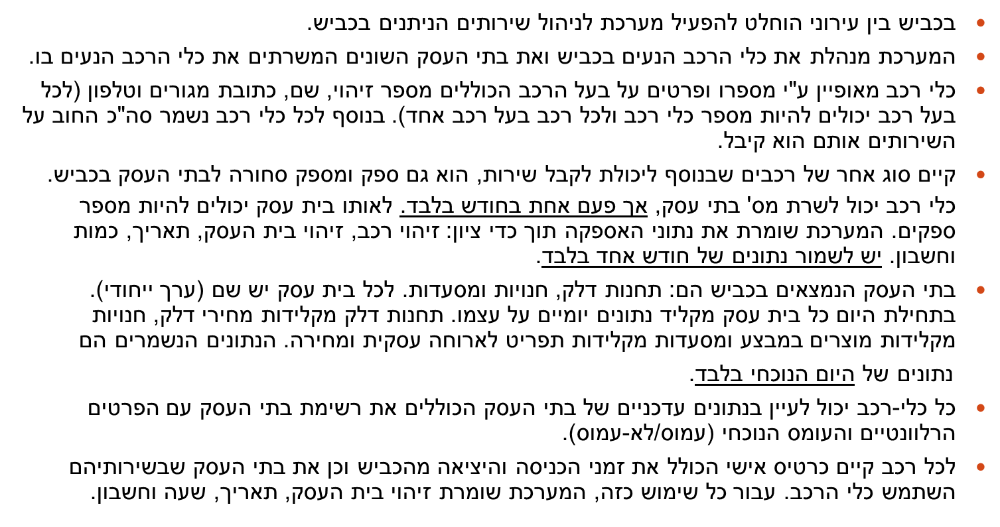 • בכביש בין עירוני הוחלט להפעיל מערכת לניהול שירותים הניתנים בכביש.
• המערכת מנהלת את כלי הרכב הנעים בכביש ואת בתי העסק השונים המשרתים את כלי הרכב הנעים בו.
• כלי רכב מאופיין ע"י מספרו ופרטים על בעל הרכב הכוללים מספר זיהוי, שם, כתובת מגורים וטלפון (לכל
בעל רכב יכולים להיות מספר כלי רכב ולכל רכב בעל רכב אחד). בנוסף לכל כלי רכב נשמר סה"כ החוב על
השירותים אותם הוא קיבל.
• קיים סוג אחר של רכבים שבנוסף ליכולת לקבל שירות, הוא גם ספק ומספק סחורה לבתי העסק בכביש.
כלי רכב יכול לשרת מס' בתי עסק, אך פעם אחת בחודש בלבד. לאותו בית עסק יכולים להיות מספר
ספקים. המערכת שומרת את נתוני האספקה תוך כדי ציון: זיהוי רכב, זיהוי בית העסק, תאריך, כמות
וחשבון. יש לשמור נתונים של חודש אחד בלבד.
• בתי העסק הנמצאים בכביש הם: תחנות דלק, חנויות ומסעדות. לכל בית עסק יש שם (ערך ייחודי).
בתחילת היום כל בית עסק מקליד נתונים יומיים על עצמו. תחנות דלק מקלידות מחירי דלק, חנויות
מקלידות מוצרים במבצע ומסעדות מקלידות תפריט לארוחה עסקית ומחירה. הנתונים הנשמרים הם
נתונים של היום הנוכחי בלבד.
• כל כלי-רכב יכול לעיין בנתונים עדכניים של בתי העסק הכוללים את רשימת בתי העסק עם הפרטים
הרלוונטיים והעומס הנוכחי (עמוס/לא-עמוס).
• לכל רכב קיים כרטיס אישי הכולל את זמני הכניסה והיציאה מהכביש וכן את בתי העסק שבשירותיהם
השתמש כלי הרכב. עבור כל שימוש כזה, המערכת שומרת זיהוי בית העסק, תאריך, שעה וחשבון.